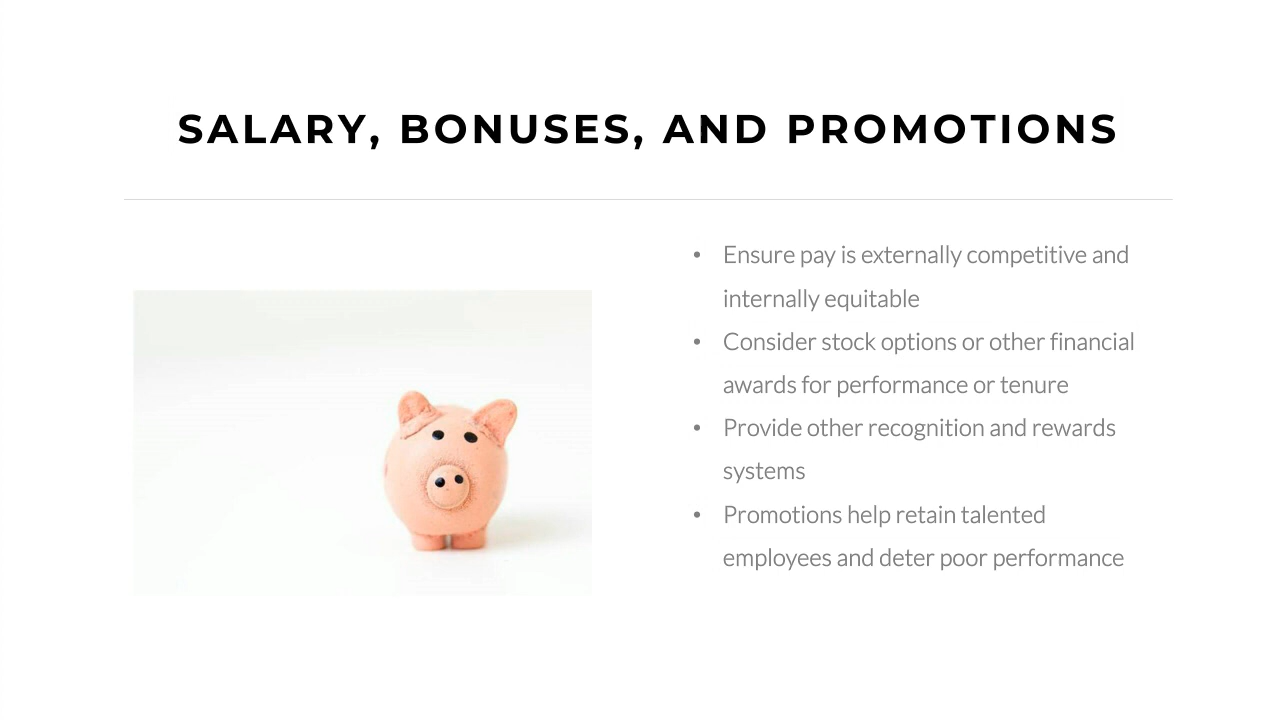 SALARY, BONUSES, AND PROMOTIONS
• Ensure pay is externally competitive and
internally equitable
• Consider stock options or other financial
awards for performance or tenure
• Provide other recognition and rewards
systems
• Promotions help retain talented
employees and deter poor performance